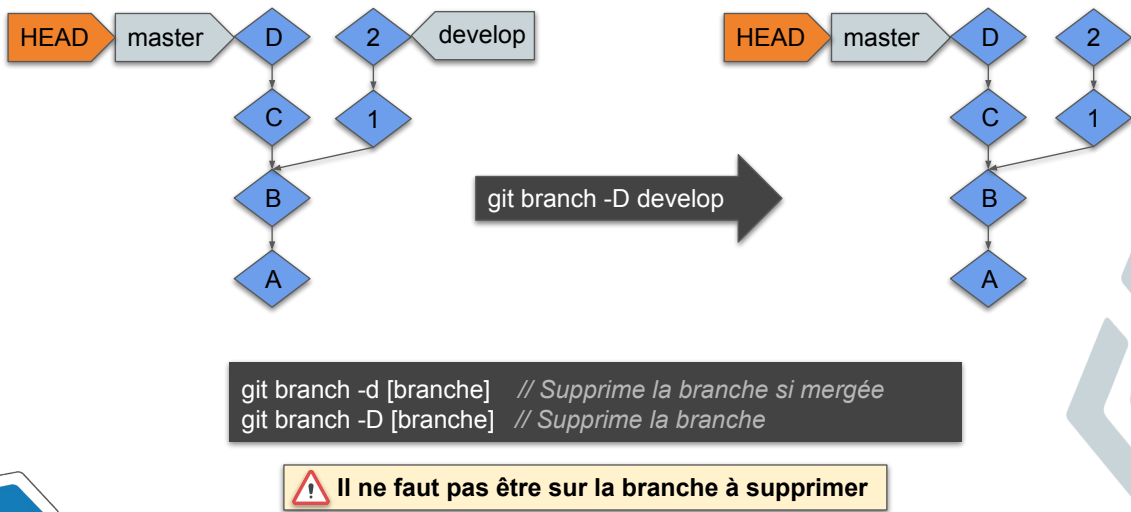 HEAD master D 2 develop
C 1
B
A
git branch -D develop
HEAD master D 2
C 1
B
A
git branch -d [branche] // Supprime la branche si mergée
git branch -D [branche] // Supprime la branche
Il ne faut pas être sur la branche à supprimer